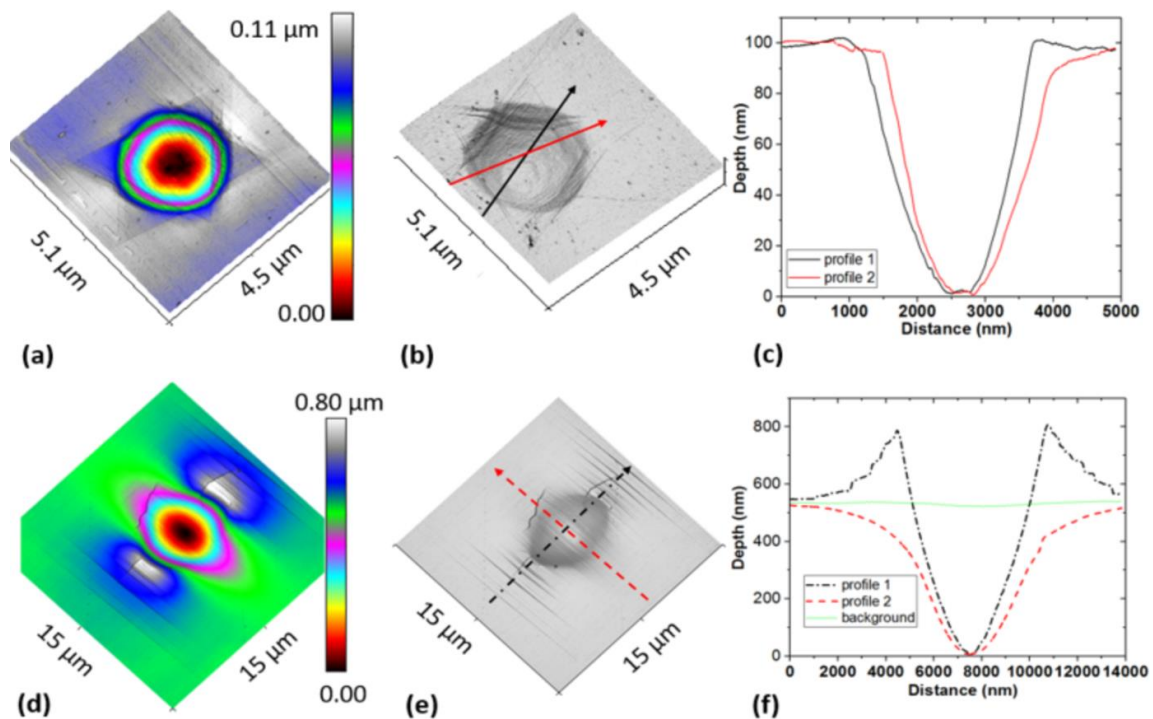 0.11 µm
0.00
5.1 µm
4.5 µm
(a)
5.1 µm
4.5 µm
(b)
100
80
60
40
20
0
Depth (nm)
profile 1
profile 2
0 1000 2000 3000 4000 5000
Distance (nm)
(c)
0.80 µm
0.00
15 µm
15 µm
(d)
15 µm
15 µm
(e)
800
600
400
200
0
Depth (nm)
profile 1
profile 2
background
0 2000 4000 6000 8000 10000 12000 14000
Distance (nm)
(f)